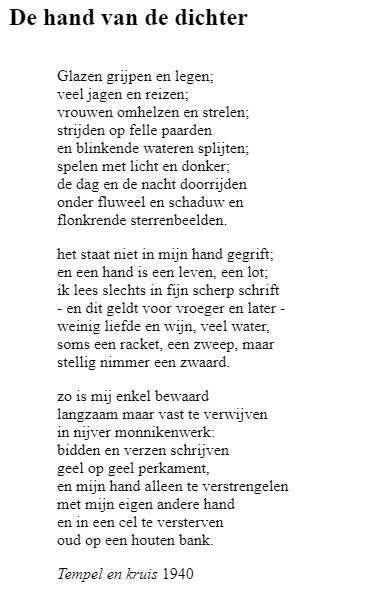 De hand van de dichter
Glazen grijpen en legen;
veel jagen en reizen;
vrouwen omhelzen en strelen;
strijden op felle paarden
en blinkende wateren splijten;
spelen met licht en donker;
de dag en de nacht doorrijden
onder fluweel en schaduw en
flonkrende sterrenbeelden.
het staat niet in mijn hand gegrift;
en een hand is een leven, een lot;
ik lees slechts in fijn scherp schrift
- en dit geldt voor vroeger en later -
weinig liefde en wijn, veel water,
soms een racket, een zweep, maar
stellig nimmer een zwaard.
zo is mij enkel bewaard
langzaam maar vast te verwijven
in nijver monnikenwerk:
bidden en verzen schrijven
geel op geel perkament,
en mijn hand alleen te verstrengelen
met mijn eigen andere hand
en in een cel te versterven
oud op een houten bank.
Tempel en kruis 1940